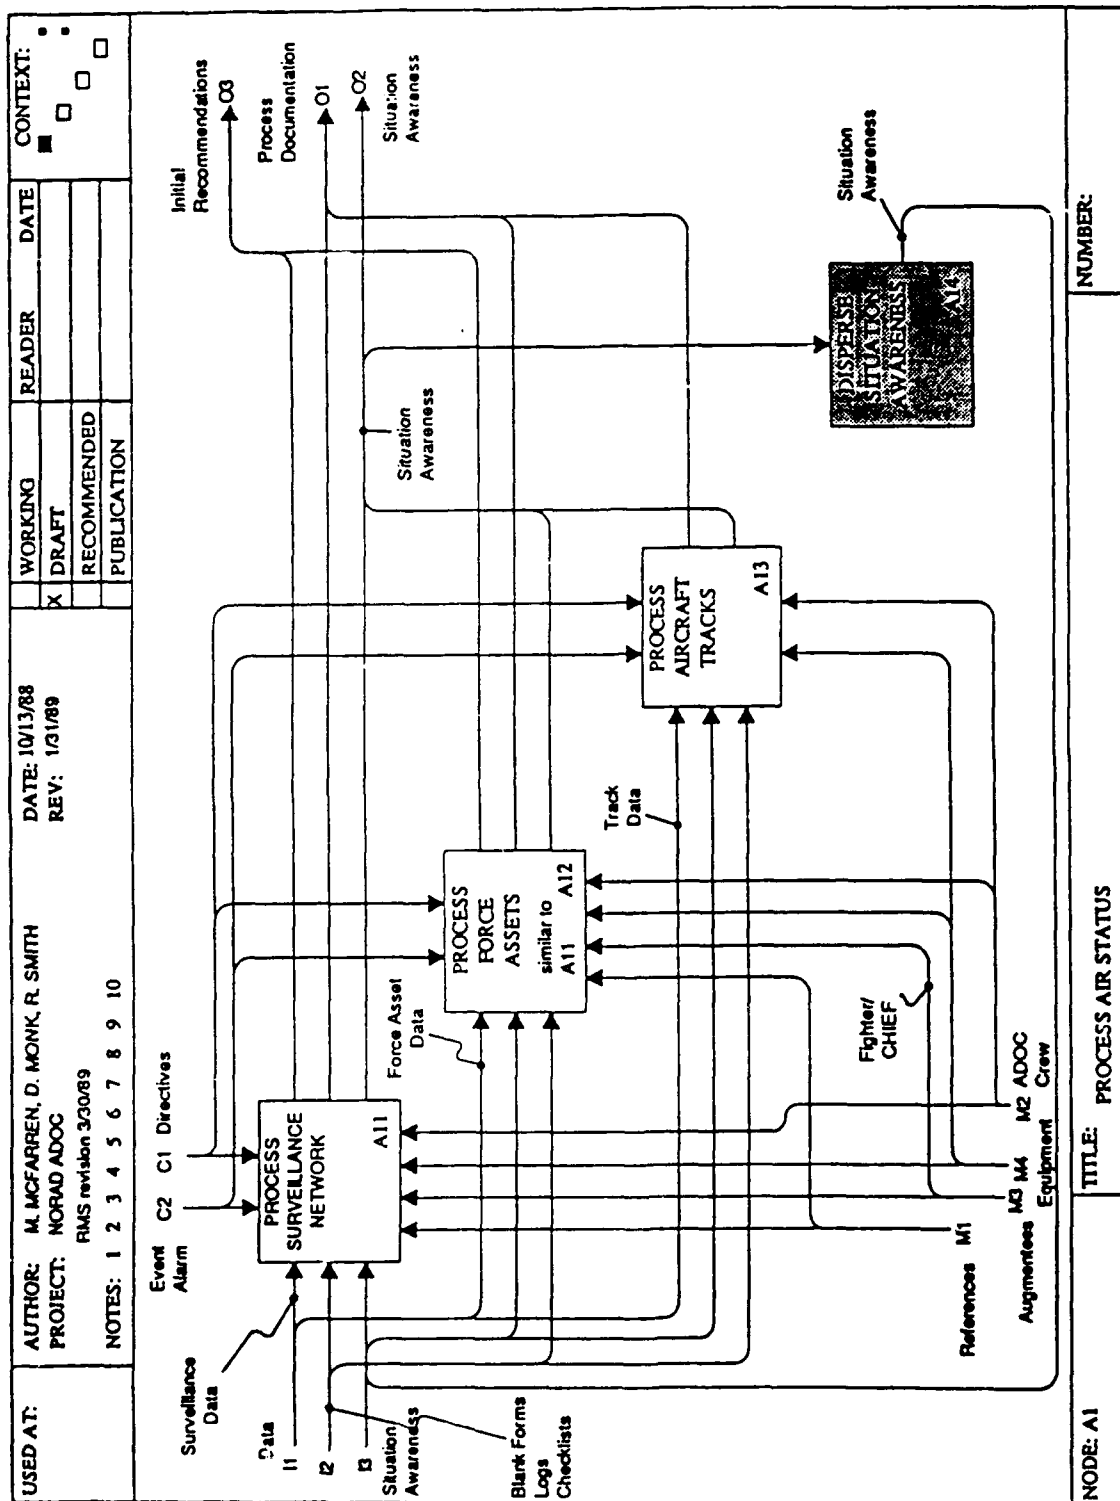 USED AT:
AUTHOR: M. MCFARREN, D. MONK, R. SMITH
PROJECT: NORAD ADOC
RMS revision 3/30/89
NOTES: 1 2 3 4 5 6 7 8 9 10
DATE: 10/13/88
REV: 1/31/89
WORKING
X DRAFT
RECOMMENDED
PUBLICATION
READER DATE
CONTEXT:
Event
Alarm
C2
C1 Directives
Surveillance
Data
Data
I1
I2
I3
Situation
Awareness
Blank Forms
Logs
Checklists
PROCESS
SURVEILLANCE
NETWORK
A11
Force Asset
Data
PROCESS
FORCE
ASSETS
similar to
A11
A12
Track
Data
PROCESS
AIRCRAFT
TRACKS
A13
Situation
Awareness
Initial
Recommendations
O3
Process
Documentation
O1
O2
Situation
Awareness
DISPERSE
SITUATION
AWARENESS
A14
Situation
Awareness
Fighter/
CHIEF
References M1
Augmentees
M3
M4
Equipment
M2 ADOC
Crew
NODE: A1
TITLE: PROCESS AIR STATUS
NUMBER: